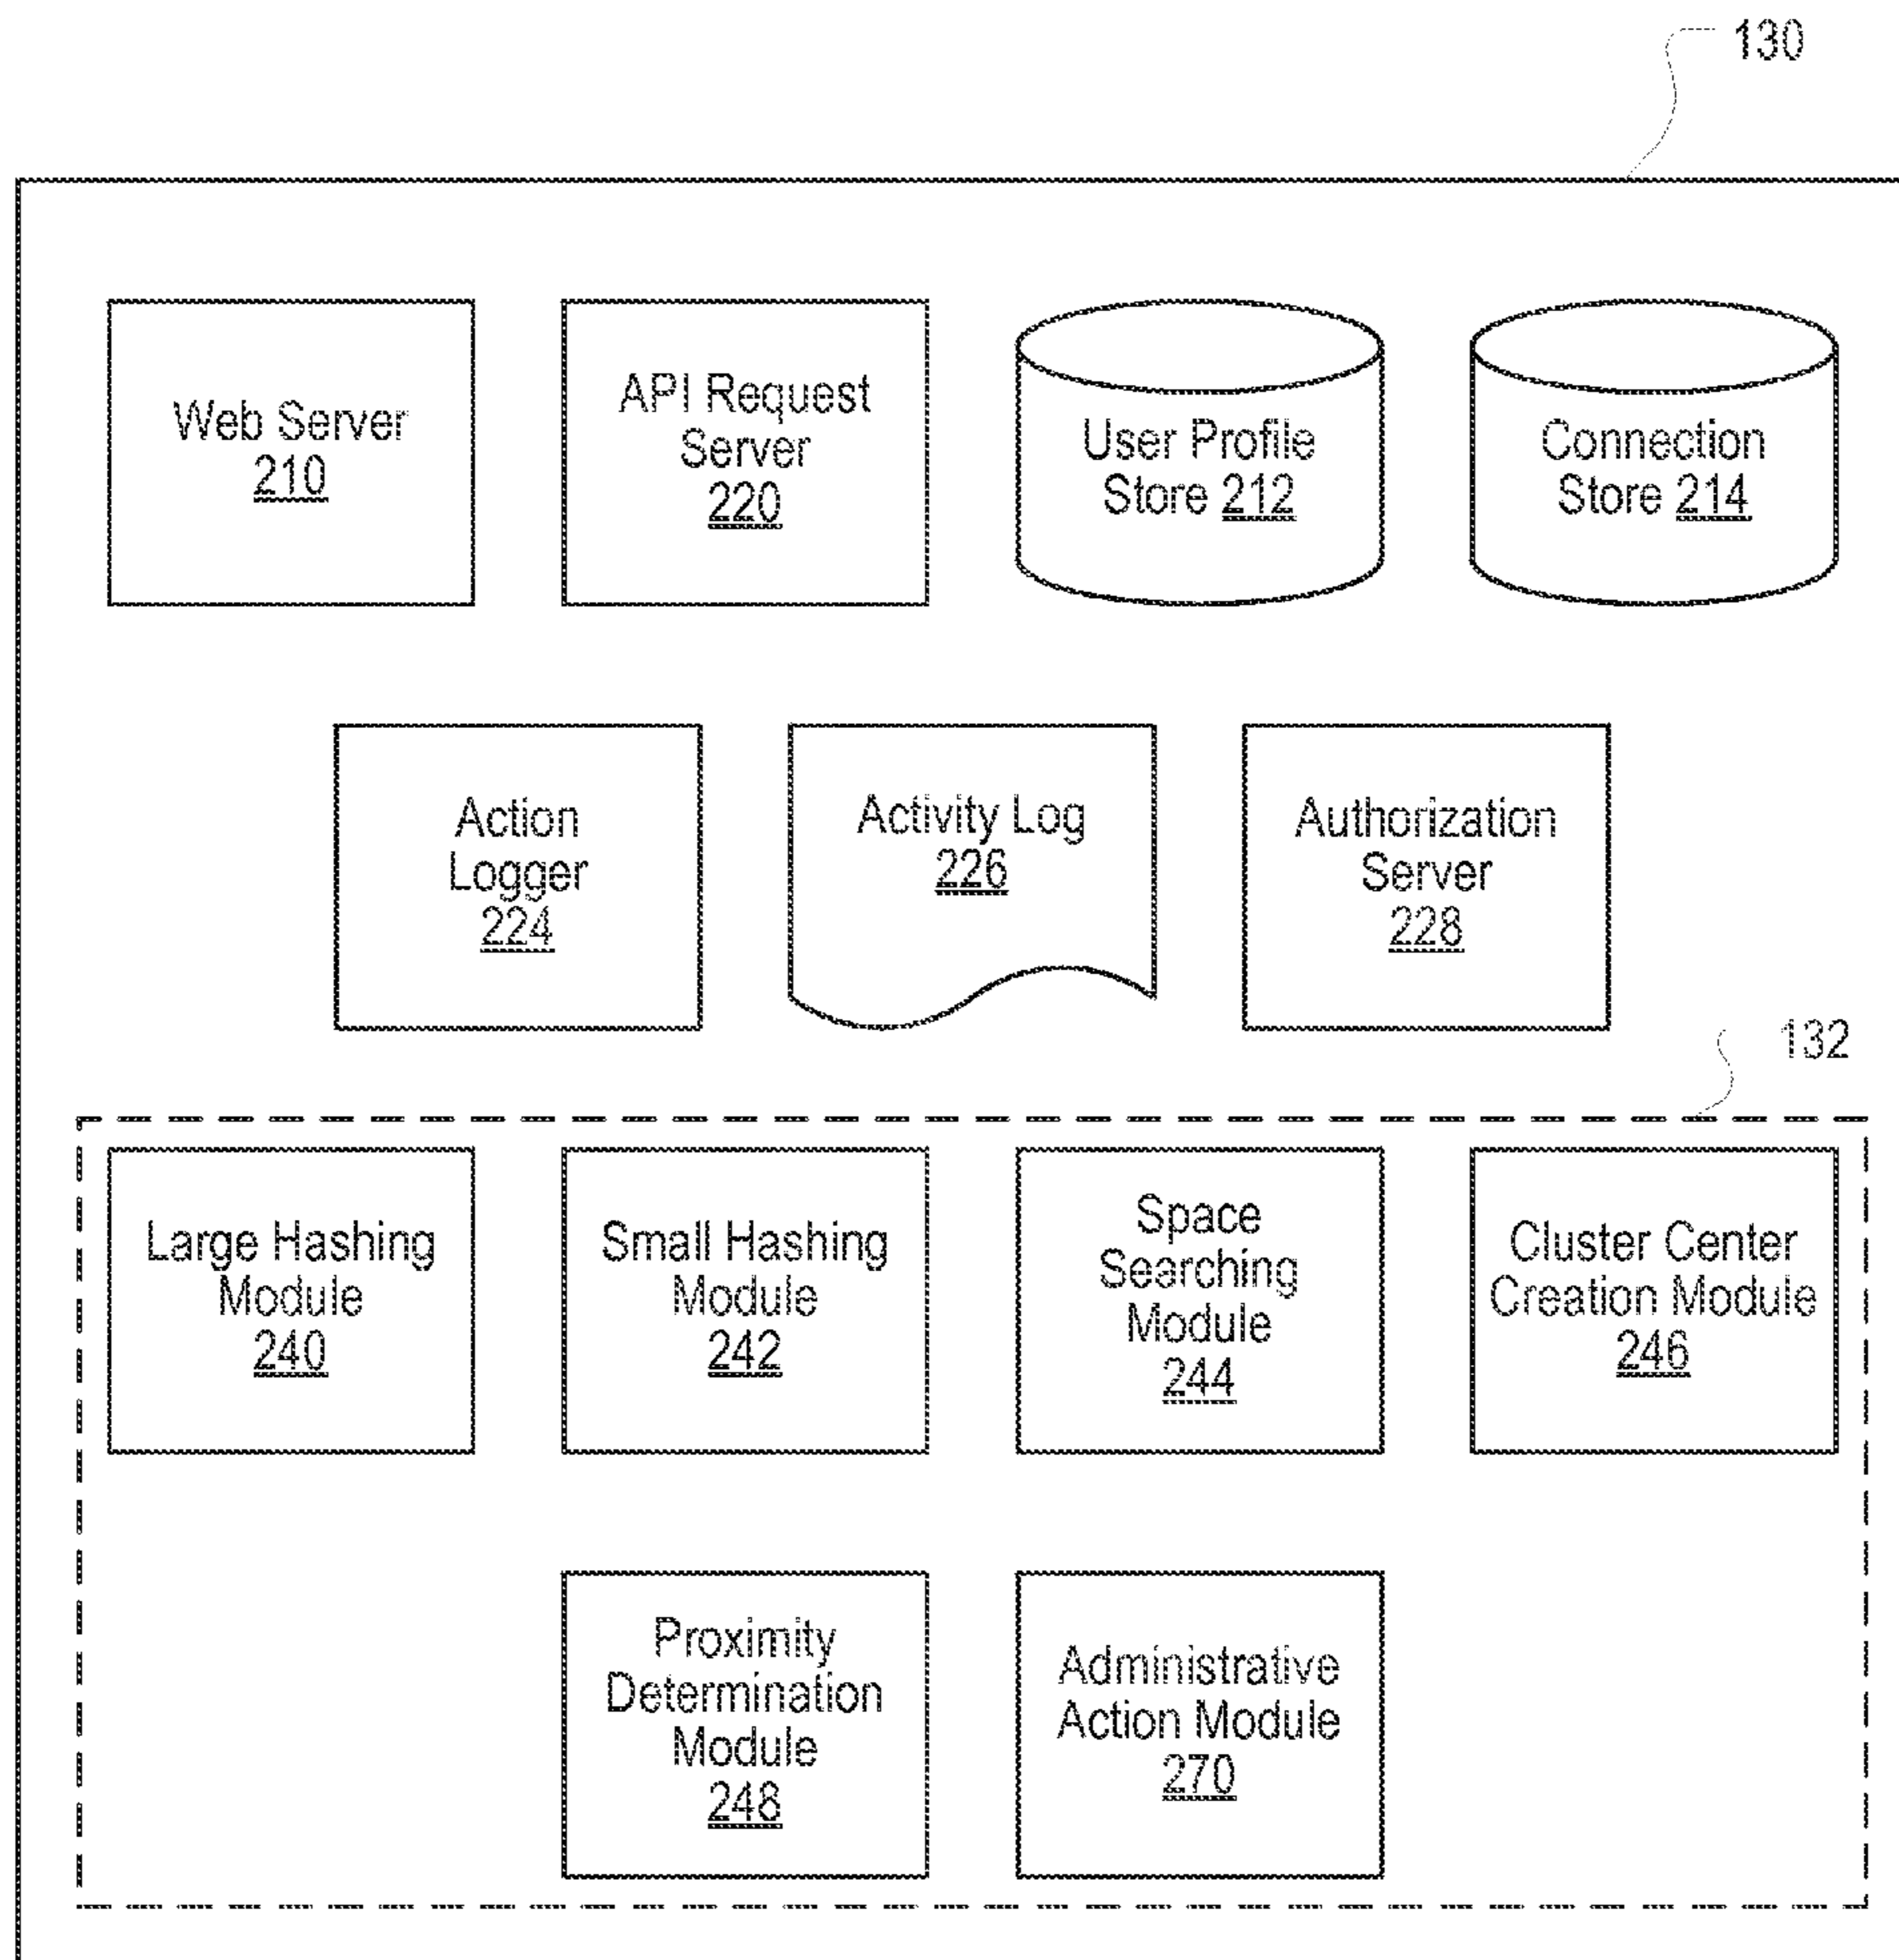 130
Web Server
210
API Request
Server
220
User Profile
Store 212
Connection
Store 214
Action
Logger
224
Activity Log
226
Authorization
Server
228
132
Large Hashing
Module
240
Small Hashing
Module
242
Space
Searching
Module
244
Cluster Center
Creation Module
246
Proximity
Determination
Module
248
Administrative
Action Module
270